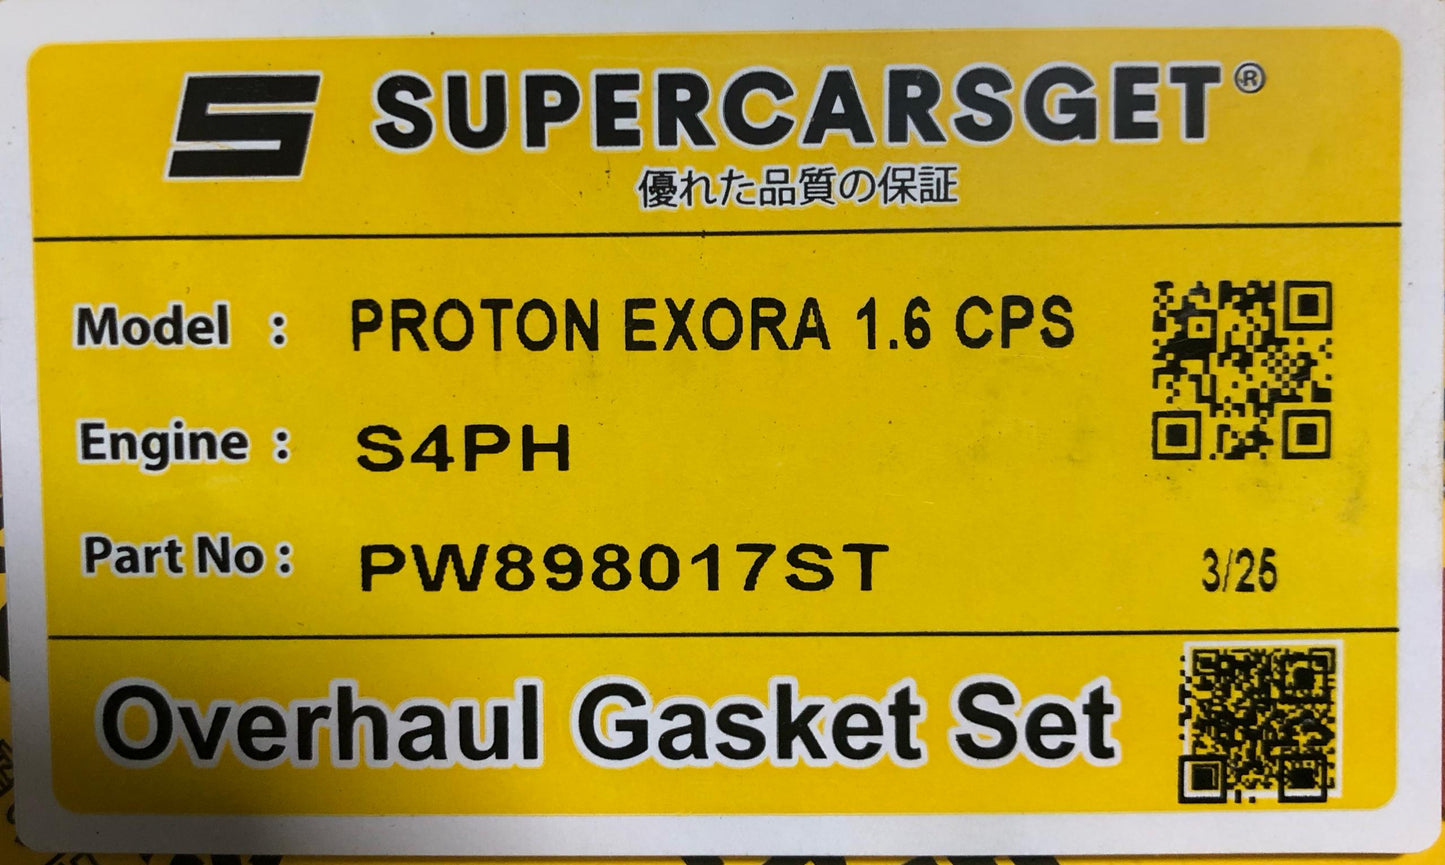 SUPERCARSGET®
優れた品質の保証
Model : PROTON EXORA 1.6 CPS
Engine : S4PH
Part No : PW898017ST
3/25
Overhaul Gasket Set